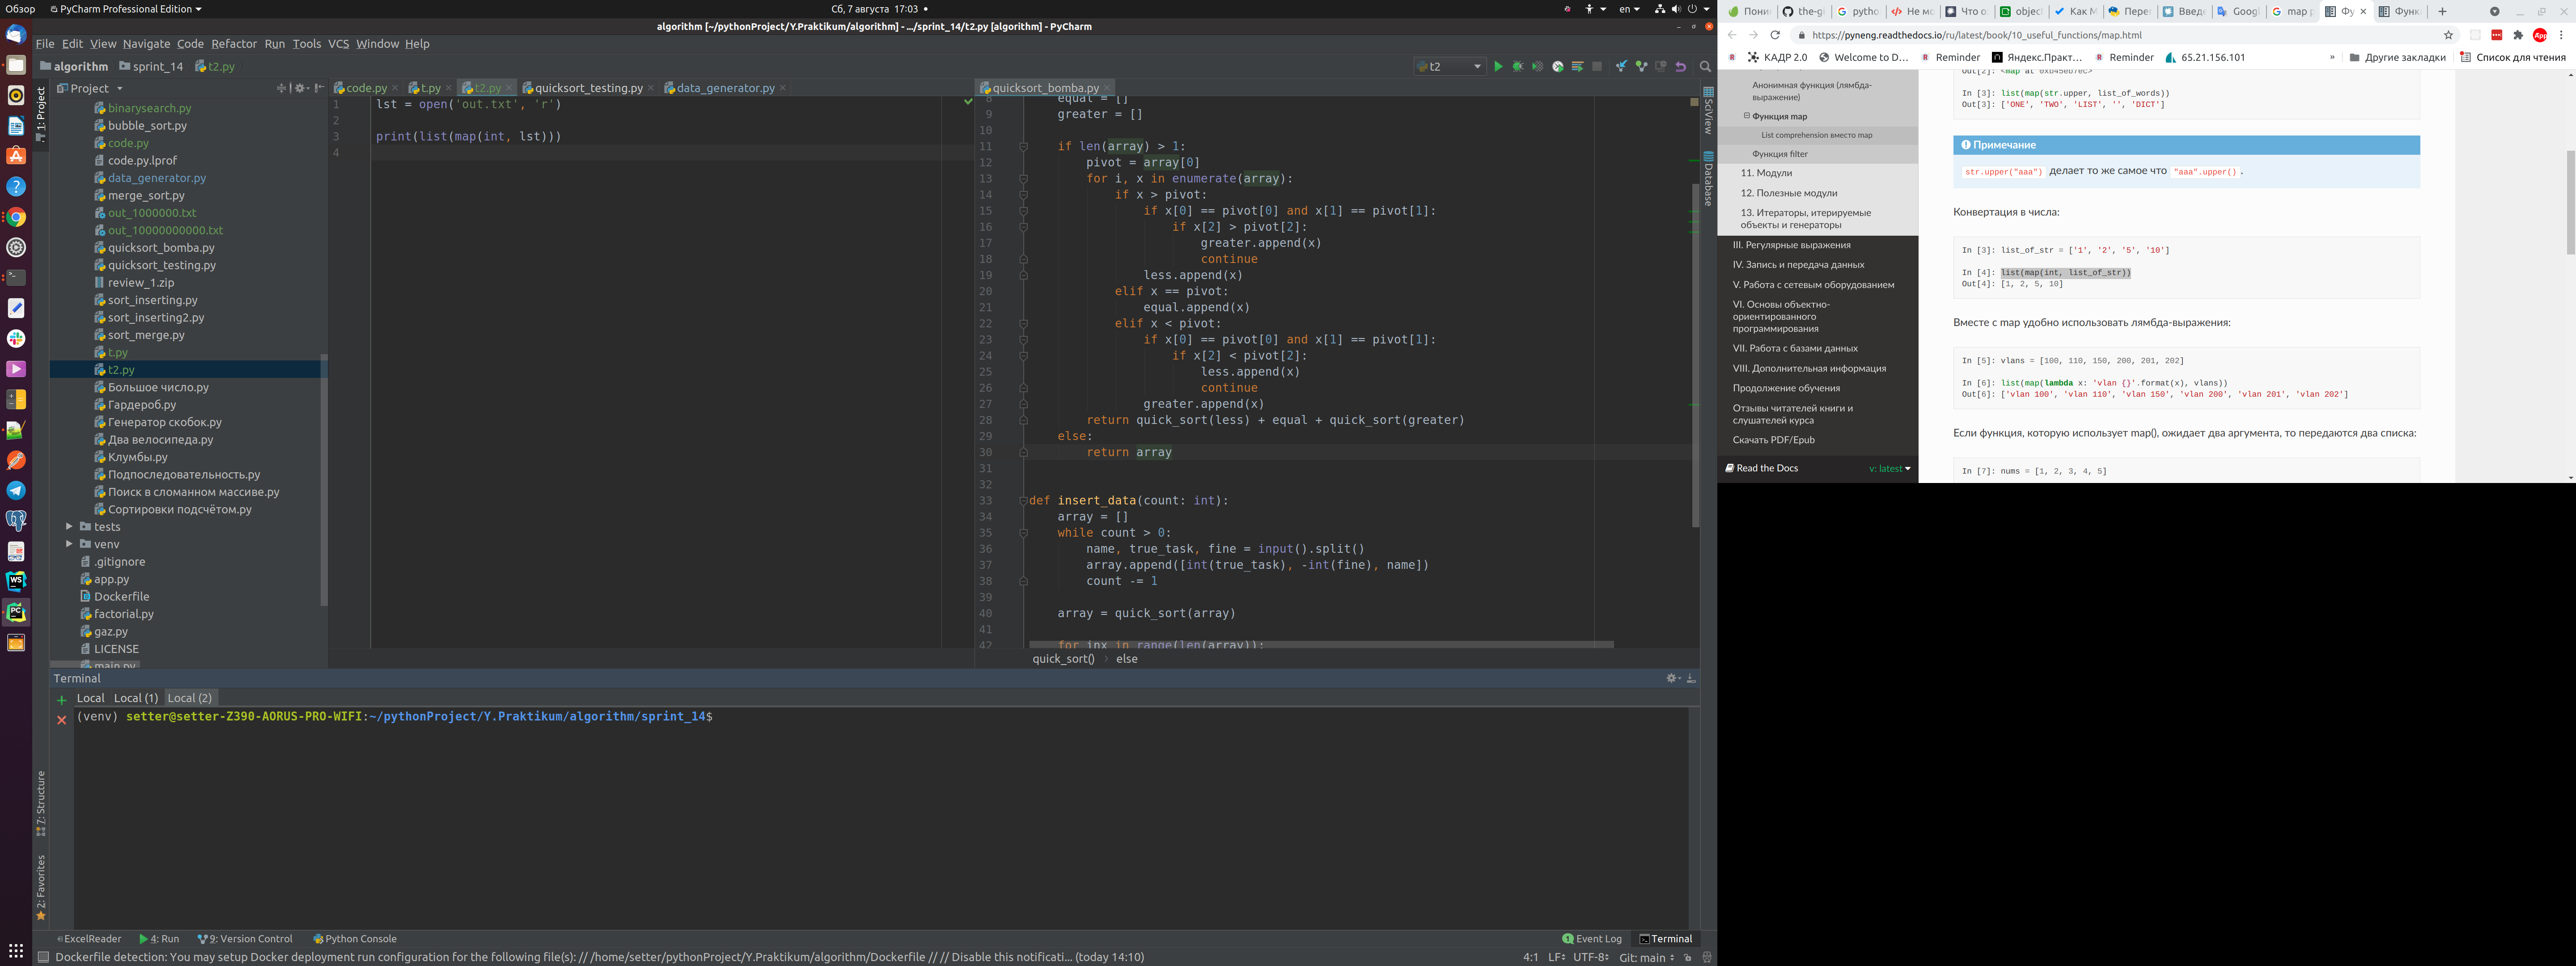 Обзор
PyCharm Professional Edition
Сб, 7 августа 17:03
en
algorithm [~/pythonProject/Y.Praktikum/algorithm] - .../sprint_14/t2.py [algorithm] - PyCharm
File Edit View Navigate Code Refactor Run Tools VCS Window Help
algorithm sprint_14 t2.py
t2
Project
code.py t.py t2.py quicksort_testing.py data_generator.py
quicksort_bomba.py
1: Project
binarysearch.py
bubble_sort.py
code.py
code.py.lprof
data_generator.py
merge_sort.py
out_1000000.txt
out_10000000000.txt
quicksort_bomba.py
quicksort_testing.py
review_1.zip
sort_inserting.py
sort_inserting2.py
sort_merge.py
t.py
t2.py
Большое число.py
Гардероб.py
Генератор скобок.py
Два велосипеда.py
Клумбы.py
Подпоследовательность.py
Поиск в сломанном массиве.py
Сортировки подсчётом.py
tests
venv
.gitignore
app.py
Dockerfile
factorial.py
gaz.py
LICENSE
main.py
7: Structure
2: Favorites
1 lst = open('out.txt', 'r')
2
3 print(list(map(int, lst)))
4
8 equal = []
9 greater = []
10
11 if len(array) > 1:
12 pivot = array[0]
13 for i, x in enumerate(array):
14 if x > pivot:
15 if x[0] == pivot[0] and x[1] == pivot[1]:
16 if x[2] > pivot[2]:
17 greater.append(x)
18 continue
19 less.append(x)
20 elif x == pivot:
21 equal.append(x)
22 elif x < pivot:
23 if x[0] == pivot[0] and x[1] == pivot[1]:
24 if x[2] < pivot[2]:
25 less.append(x)
26 continue
27 greater.append(x)
28 return quick_sort(less) + equal + quick_sort(greater)
29 else:
30 return array
31
32
33 def insert_data(count: int):
34 array = []
35 while count > 0:
36 name, true_task, fine = input().split()
37 array.append([int(true_task), -int(fine), name])
38 count -= 1
39
40 array = quick_sort(array)
41
42 for inx in range(len(array)):
quick_sort() › else
SciView
Database
Terminal
Local Local (1) Local (2)
(venv) setter@setter-Z390-AORUS-PRO-WIFI:~/pythonProject/Y.Praktikum/algorithm/sprint_14$
ExcelReader 4: Run 9: Version Control Python Console
1 Event Log Terminal
Dockerfile detection: You may setup Docker deployment run configuration for the following file(s): // /home/setter/pythonProject/Y.Praktikum/algorithm/Dockerfile // // Disable this notificati... (today 14:10)
4:1 LF UTF-8 Git: main
Пони the-gi pytho Не мо Что о objec Как М Пере Введе Googl map p Фу Функ
https://pyneng.readthedocs.io/ru/latest/book/10_useful_functions/map.html
App
КАДР 2.0 Welcome to D... Reminder Яндекс.Практ... Reminder 65.21.156.101 » Другие закладки Список для чтения
Анонимная функция (лямбда-
выражение)
Функция map
List comprehension вместо map
Функция filter
11. Модули
12. Полезные модули
13. Итераторы, итерируемые
объекты и генераторы
III. Регулярные выражения
IV. Запись и передача данных
V. Работа с сетевым оборудованием
VI. Основы объектно-
ориентированного
программирования
VII. Работа с базами данных
VIII. Дополнительная информация
Продолжение обучения
Отзывы читателей книги и
слушателей курса
Скачать PDF/Epub
Read the Docs v: latest
Out[2]: <map at 0xb45eb7ec>
In [3]: list(map(str.upper, list_of_words))
Out[3]: ['ONE', 'TWO', 'LIST', '', 'DICT']
Примечание
str.upper("aaa") делает то же самое что "aaa".upper() .
Конвертация в числа:
In [3]: list_of_str = ['1', '2', '5', '10']
In [4]: list(map(int, list_of_str))
Out[4]: [1, 2, 5, 10]
Вместе с map удобно использовать лямбда-выражения:
In [5]: vlans = [100, 110, 150, 200, 201, 202]
In [6]: list(map(lambda x: 'vlan {}'.format(x), vlans))
Out[6]: ['vlan 100', 'vlan 110', 'vlan 150', 'vlan 200', 'vlan 201', 'vlan 202']
Если функция, которую использует map(), ожидает два аргумента, то передаются два списка:
In [7]: nums = [1, 2, 3, 4, 5]